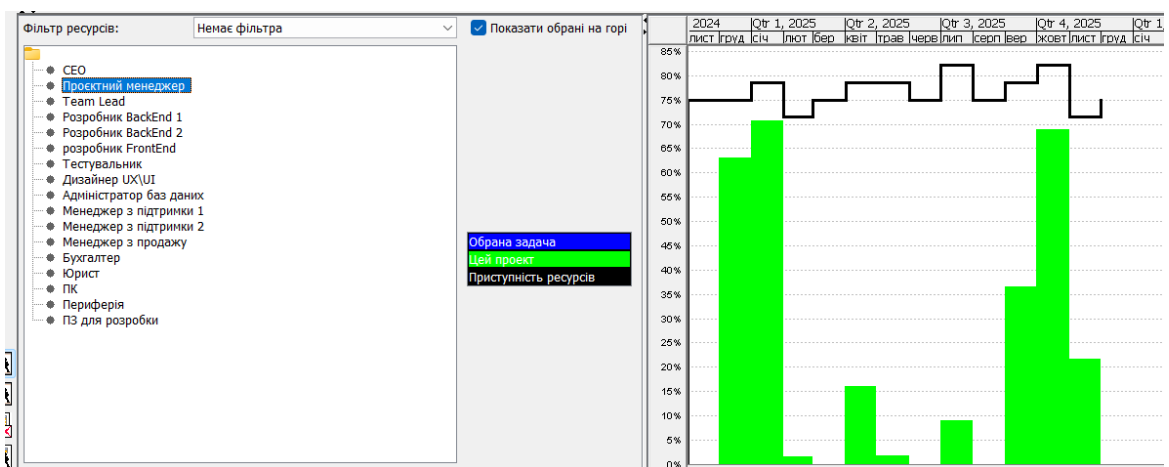 Фільтр ресурсів: Немає фільтра Показати обрані на горі
CEO
Проєктний менеджер
Team Lead
Розробник BackEnd 1
Розробник BackEnd 2
розробник FrontEnd
Тестувальник
Дизайнер UX\UI
Адміністратор баз даних
Менеджер з підтримки 1
Менеджер з підтримки 2
Менеджер з продажу
Бухгалтер
Юрист
ПК
Периферія
ПЗ для розробки
Обрана задача
Цей проект
Приступність ресурсів
2024 Qtr 1, 2025 Qtr 2, 2025 Qtr 3, 2025 Qtr 4, 2025 Qtr 1,
лист груд січ лют бер квіт трав черв лип серп вер жовт лист груд січ
85%
80%
75%
70%
65%
60%
55%
50%
45%
40%
35%
30%
25%
20%
15%
10%
5%
0%